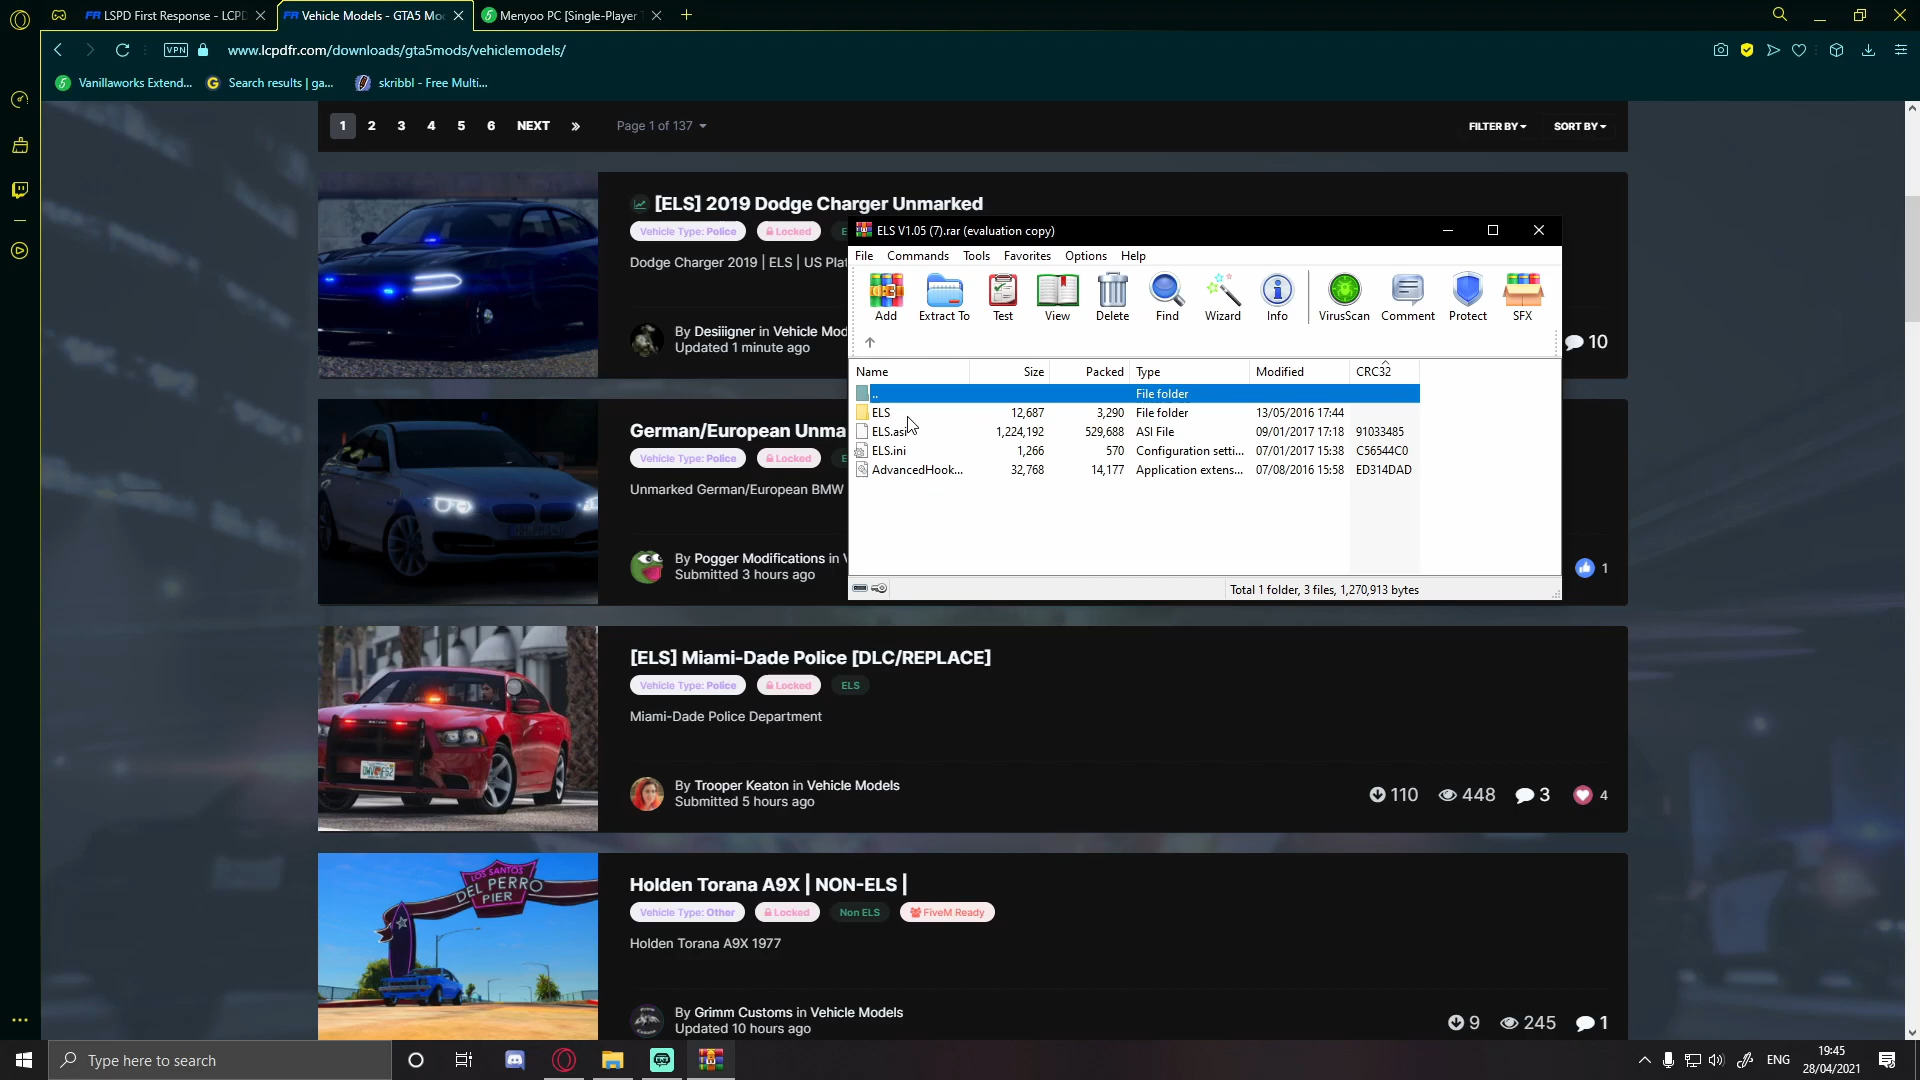 LSPD First Response - LCPD
Vehicle Models - GTA5 Mo
Menyoo PC [Single-Player T
VPN
www.lcpdfr.com/downloads/gta5mods/vehiclemodels/
Vanillaworks Extend...
Search results | ga...
skribbl - Free Multi...
1 2 3 4 5 6 NEXT Page 1 of 137
FILTER BY SORT BY
[ELS] 2019 Dodge Charger Unmarked
Vehicle Type: Police Locked
Dodge Charger 2019 | ELS | US Pla
By Desiiigner in Vehicle Mod
Updated 1 minute ago
10
ELS V1.05 (7).rar (evaluation copy)
File Commands Tools Favorites Options Help
Add Extract To Test View Delete Find Wizard Info VirusScan Comment Protect SFX
Name Size Packed Type Modified CRC32
.. File folder
ELS 12,687 3,290 File folder 13/05/2016 17:44
ELS.asi 1,224,192 529,688 ASI File 09/01/2017 17:18 91033485
ELS.ini 1,266 570 Configuration setti... 07/01/2017 15:38 C56544C0
AdvancedHook... 32,768 14,177 Application extens... 07/08/2016 15:58 ED314DAD
Total 1 folder, 3 files, 1,270,913 bytes
German/European Unma
Vehicle Type: Police Locked
Unmarked German/European BMW
By Pogger Modifications in V
Submitted 3 hours ago
1
[ELS] Miami-Dade Police [DLC/REPLACE]
Vehicle Type: Police Locked ELS
Miami-Dade Police Department
By Trooper Keaton in Vehicle Models
Submitted 5 hours ago
110 448 3 4
LOS SANTOS
DEL PERRO
PIER
Holden Torana A9X | NON-ELS |
Vehicle Type: Other Locked Non ELS FiveM Ready
Holden Torana A9X 1977
By Grimm Customs in Vehicle Models
Updated 10 hours ago
9 245 1
Type here to search
ENG
19:45
28/04/2021